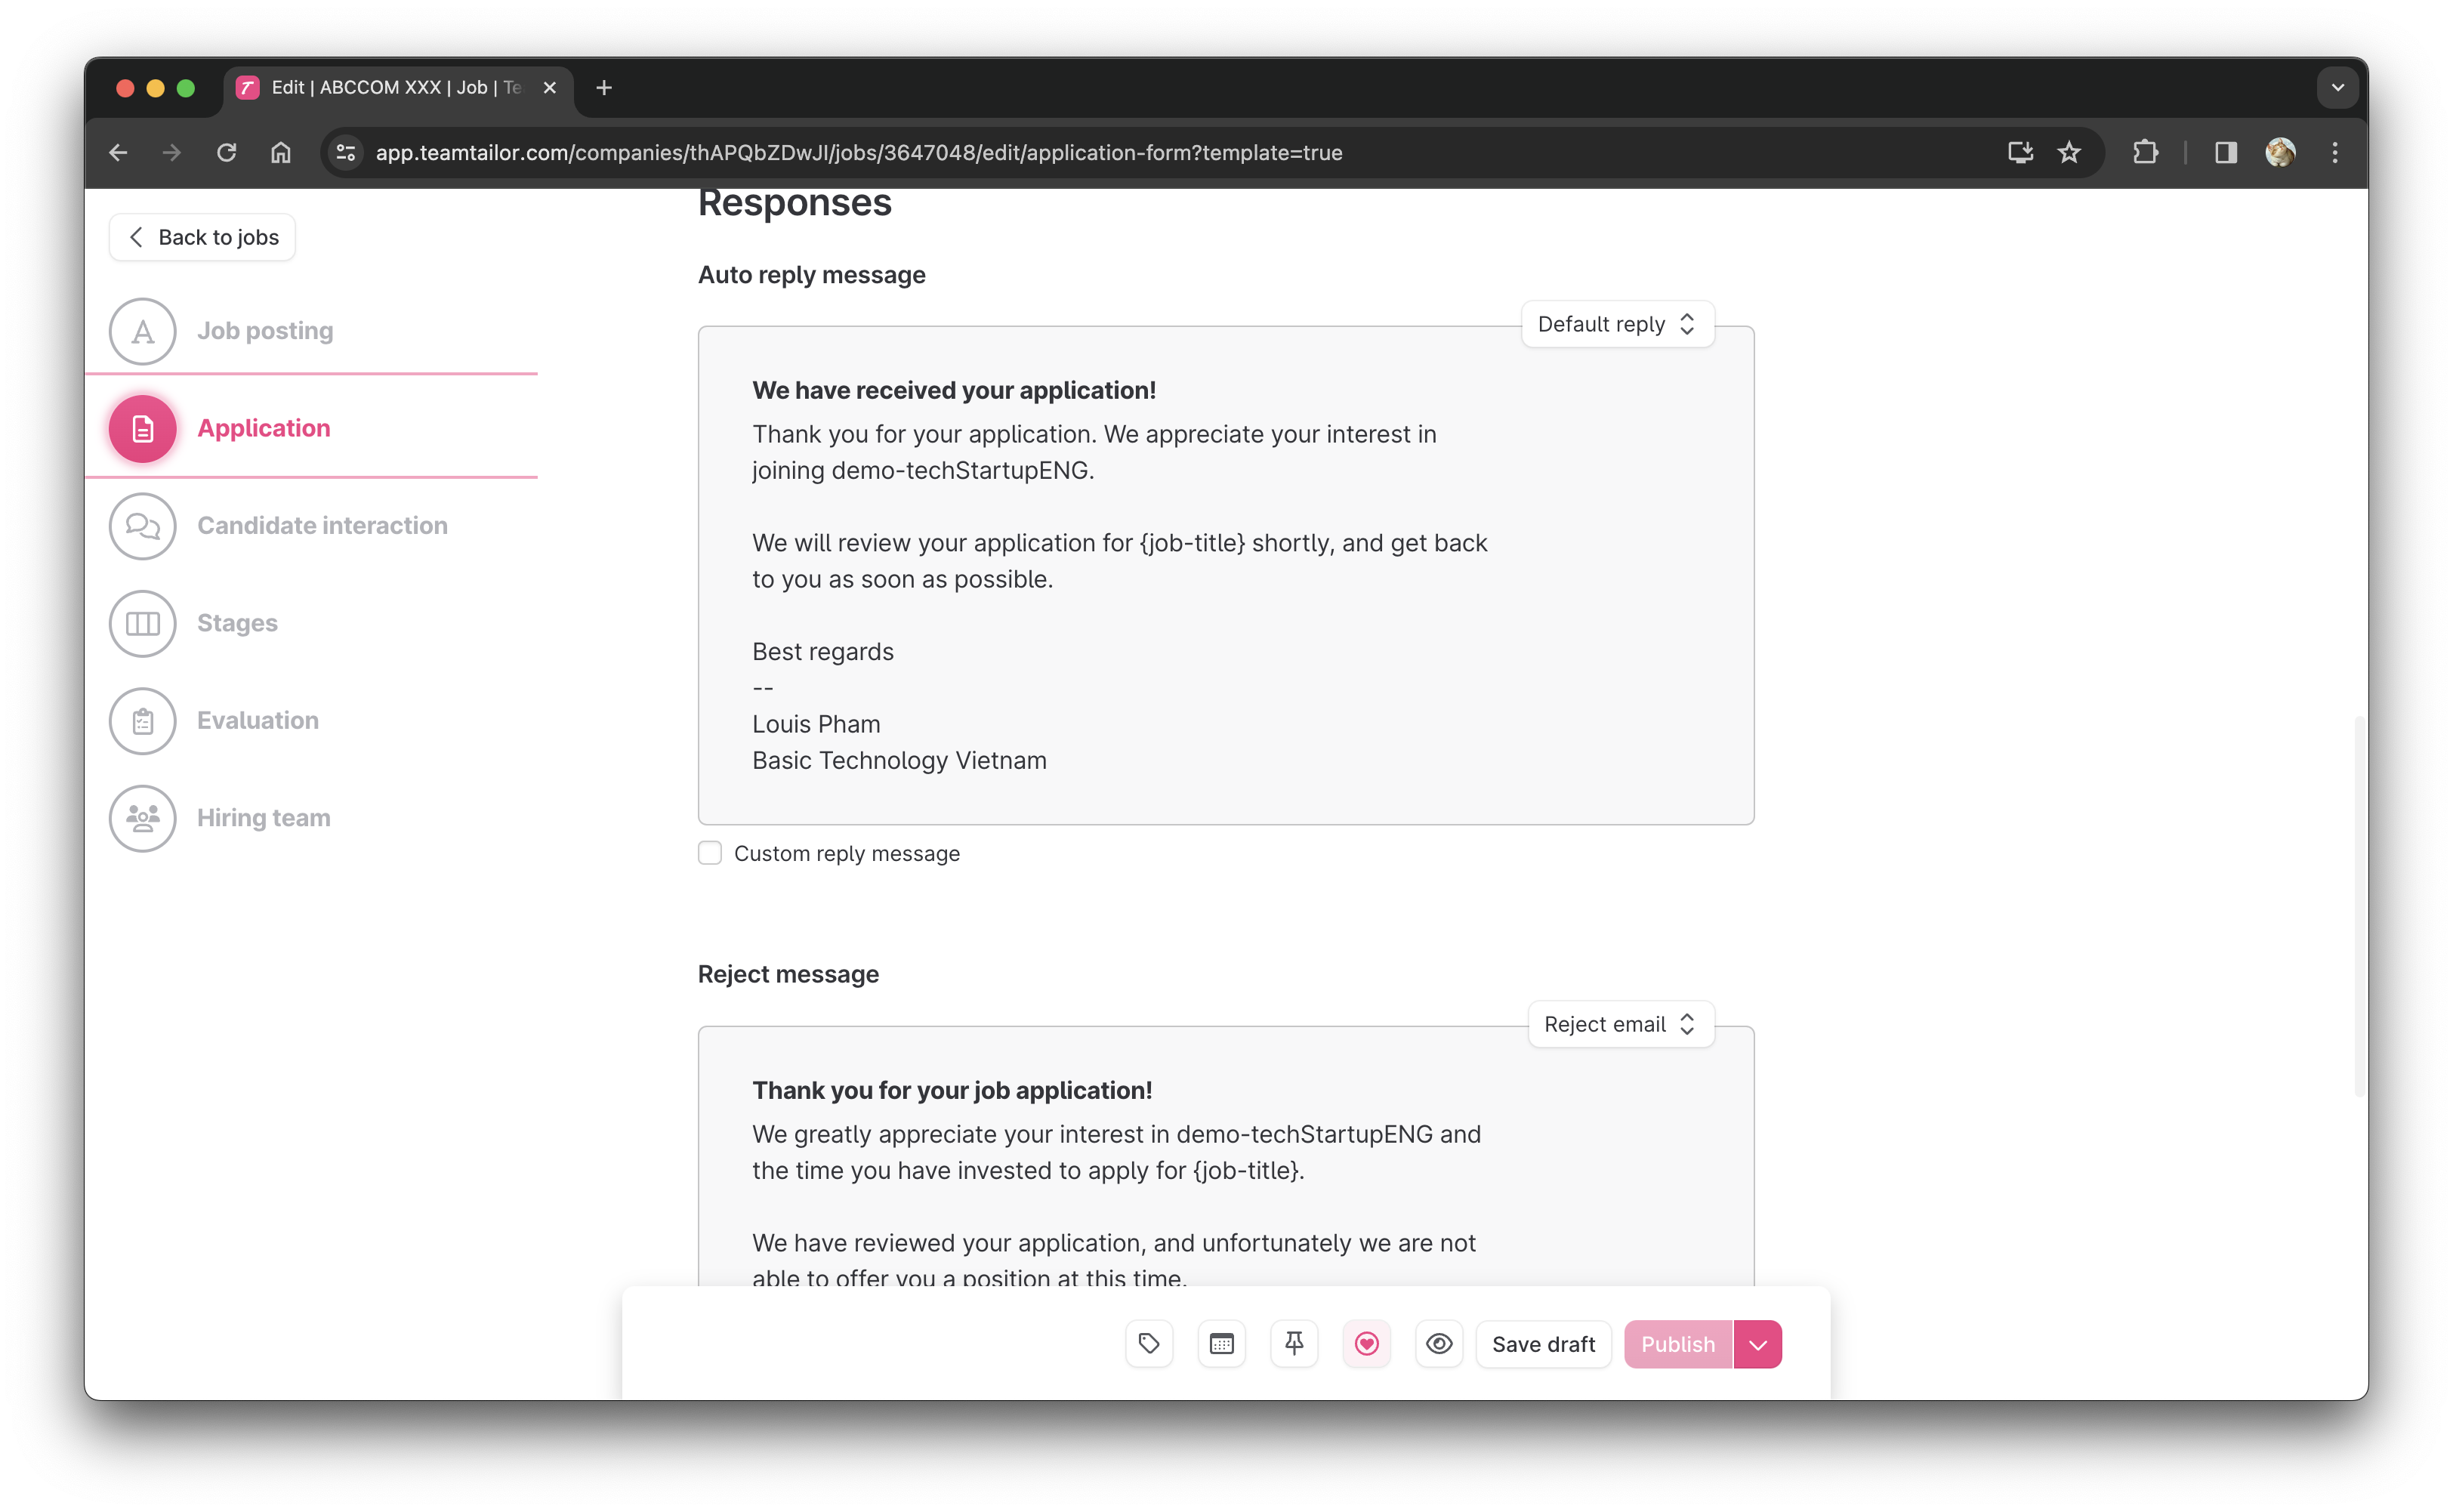 Edit | ABCCOM XXX | Job | Te
app.teamtailor.com/companies/thAPQbZDwJI/jobs/3647048/edit/application-form?template=true
Back to jobs
Job posting
Application
Candidate interaction
Stages
Evaluation
Hiring team
Responses
Auto reply message
Default reply
We have received your application!
Thank you for your application. We appreciate your interest in
joining demo-techStartupENG.
We will review your application for {job-title} shortly, and get back
to you as soon as possible.
Best regards
--
Louis Pham
Basic Technology Vietnam
Custom reply message
Reject message
Reject email
Thank you for your job application!
We greatly appreciate your interest in demo-techStartupENG and
the time you have invested to apply for {job-title}.
We have reviewed your application, and unfortunately we are not
able to offer you a position at this time.
Save draft
Publish